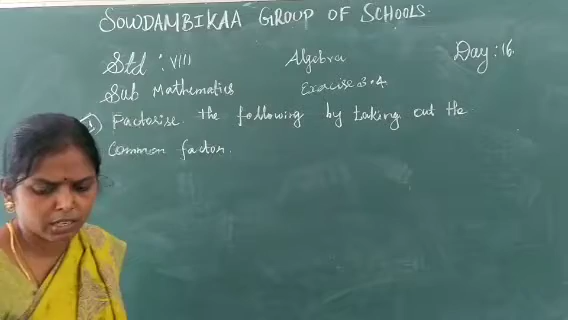 SOWDAMBIKAA GROUP OF SCHOOLS.
Std : VIII Algebra Day : 16.
Sub Mathematics Exercise 3.4.
1 Factorise the following by taking out the
Common factor.